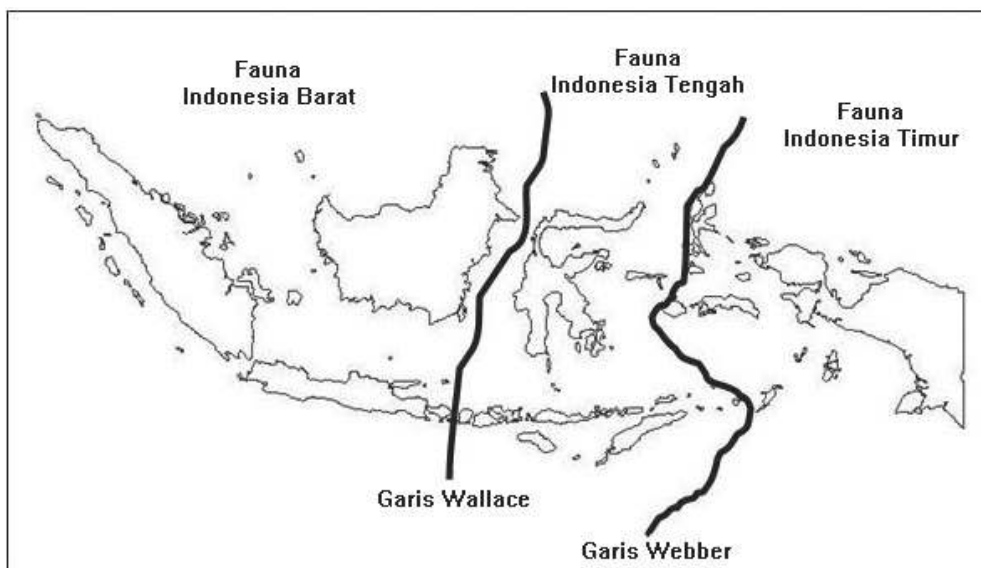 Fauna
Indonesia Barat
Fauna
Indonesia Tengah
Fauna
Indonesia Timur
Garis Wallace
Garis Webber